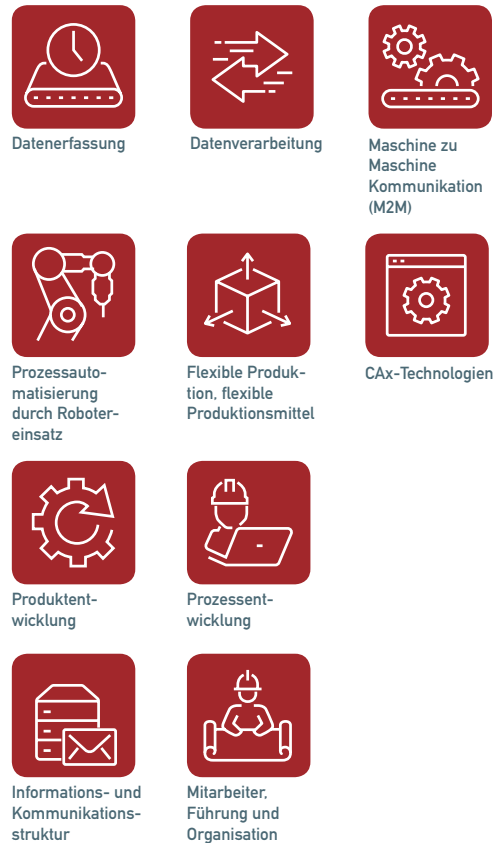 Datenerfassung
Datenverarbeitung
Maschine zu
Maschine
Kommunikation
(M2M)
Prozessauto-
matisierung
durch Roboter-
einsatz
Flexible Produk-
tion, flexible
Produktionsmittel
CAx-Technologien
Produktent-
wicklung
Prozessent-
wicklung
Informations- und
Kommunikations-
struktur
Mitarbeiter,
Führung und
Organisation